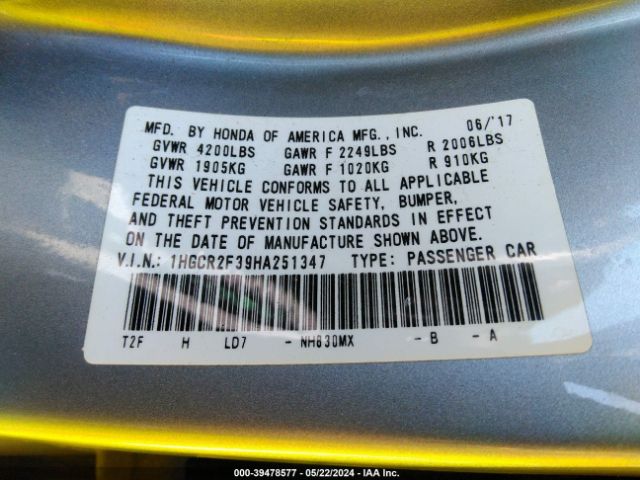 MFD. BY HONDA OF AMERICA MFG., INC. 06/'17
GVWR 4200LBS GAWR F 2249LBS R 2006LBS
GVWR 1905KG GAWR F 1020KG R 910KG
THIS VEHICLE CONFORMS TO ALL APPLICABLE
FEDERAL MOTOR VEHICLE SAFETY, BUMPER,
AND THEFT PREVENTION STANDARDS IN EFFECT
ON THE DATE OF MANUFACTURE SHOWN ABOVE.
V.I.N.: 1HGCR2F39HA251347 TYPE: PASSENGER CAR
T2F H LD7 - NH830MX - B - A
000-39478577 - 05/22/2024 - IAA Inc.